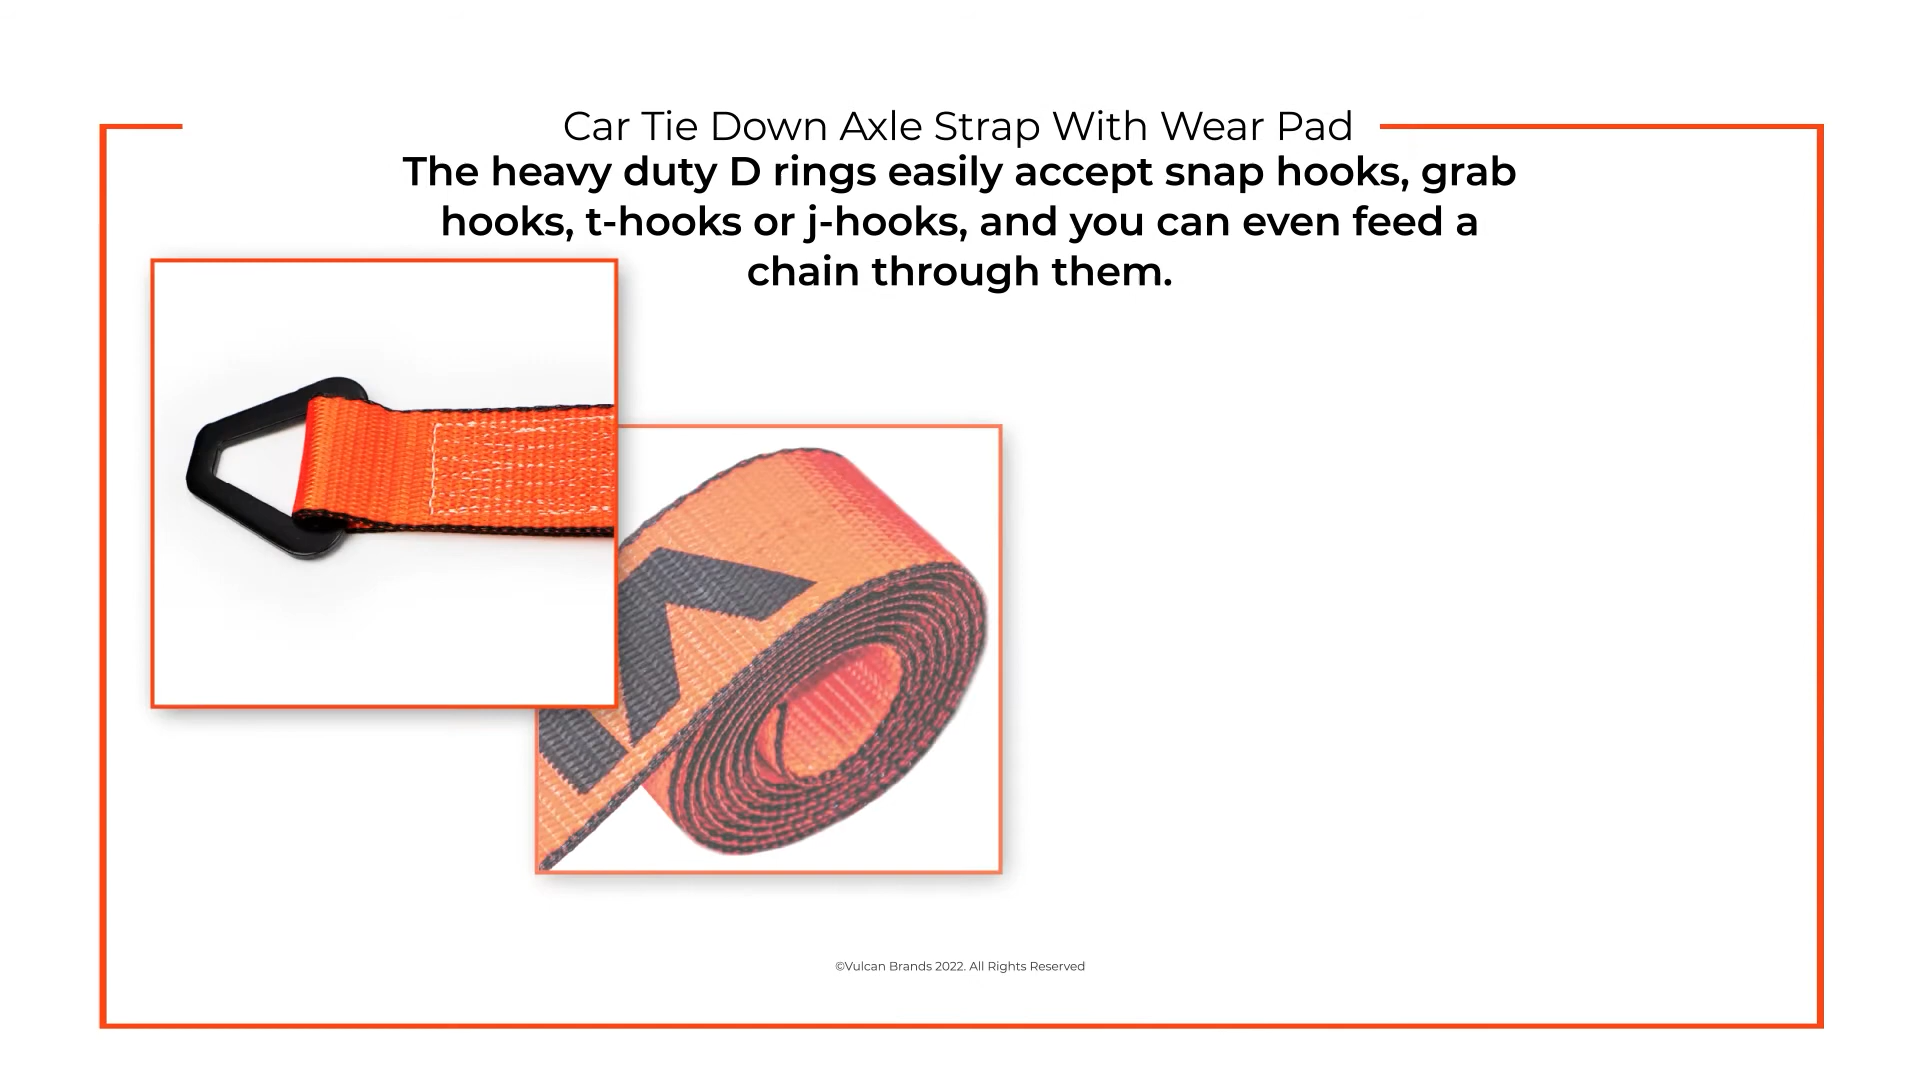 Car Tie Down Axle Strap With Wear Pad
The heavy duty D rings easily accept snap hooks, grab
hooks, t-hooks or j-hooks, and you can even feed a
chain through them.
©Vulcan Brands 2022. All Rights Reserved